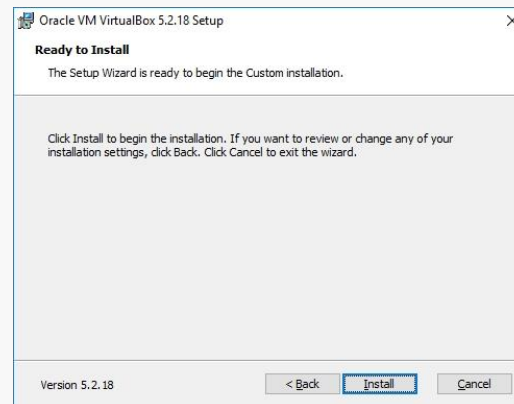 Oracle VM VirtualBox 5.2.18 Setup
Ready to Install
The Setup Wizard is ready to begin the Custom installation.
Click Install to begin the installation. If you want to review or change any of your
installation settings, click Back. Click Cancel to exit the wizard.
Version 5.2.18
< Back
Install
Cancel